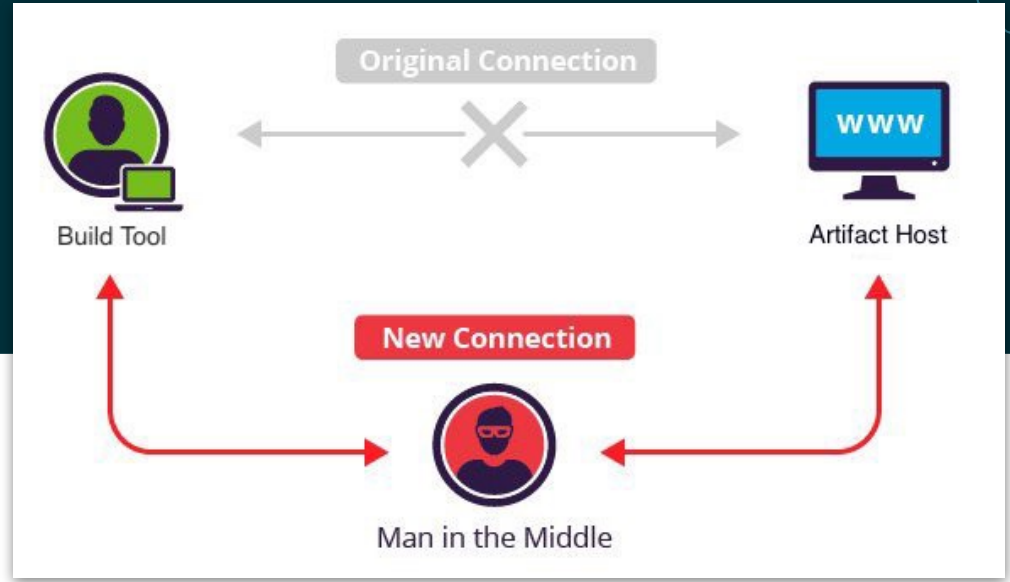 Original Connection
www
Build Tool
Artifact Host
New Connection
Man in the Middle